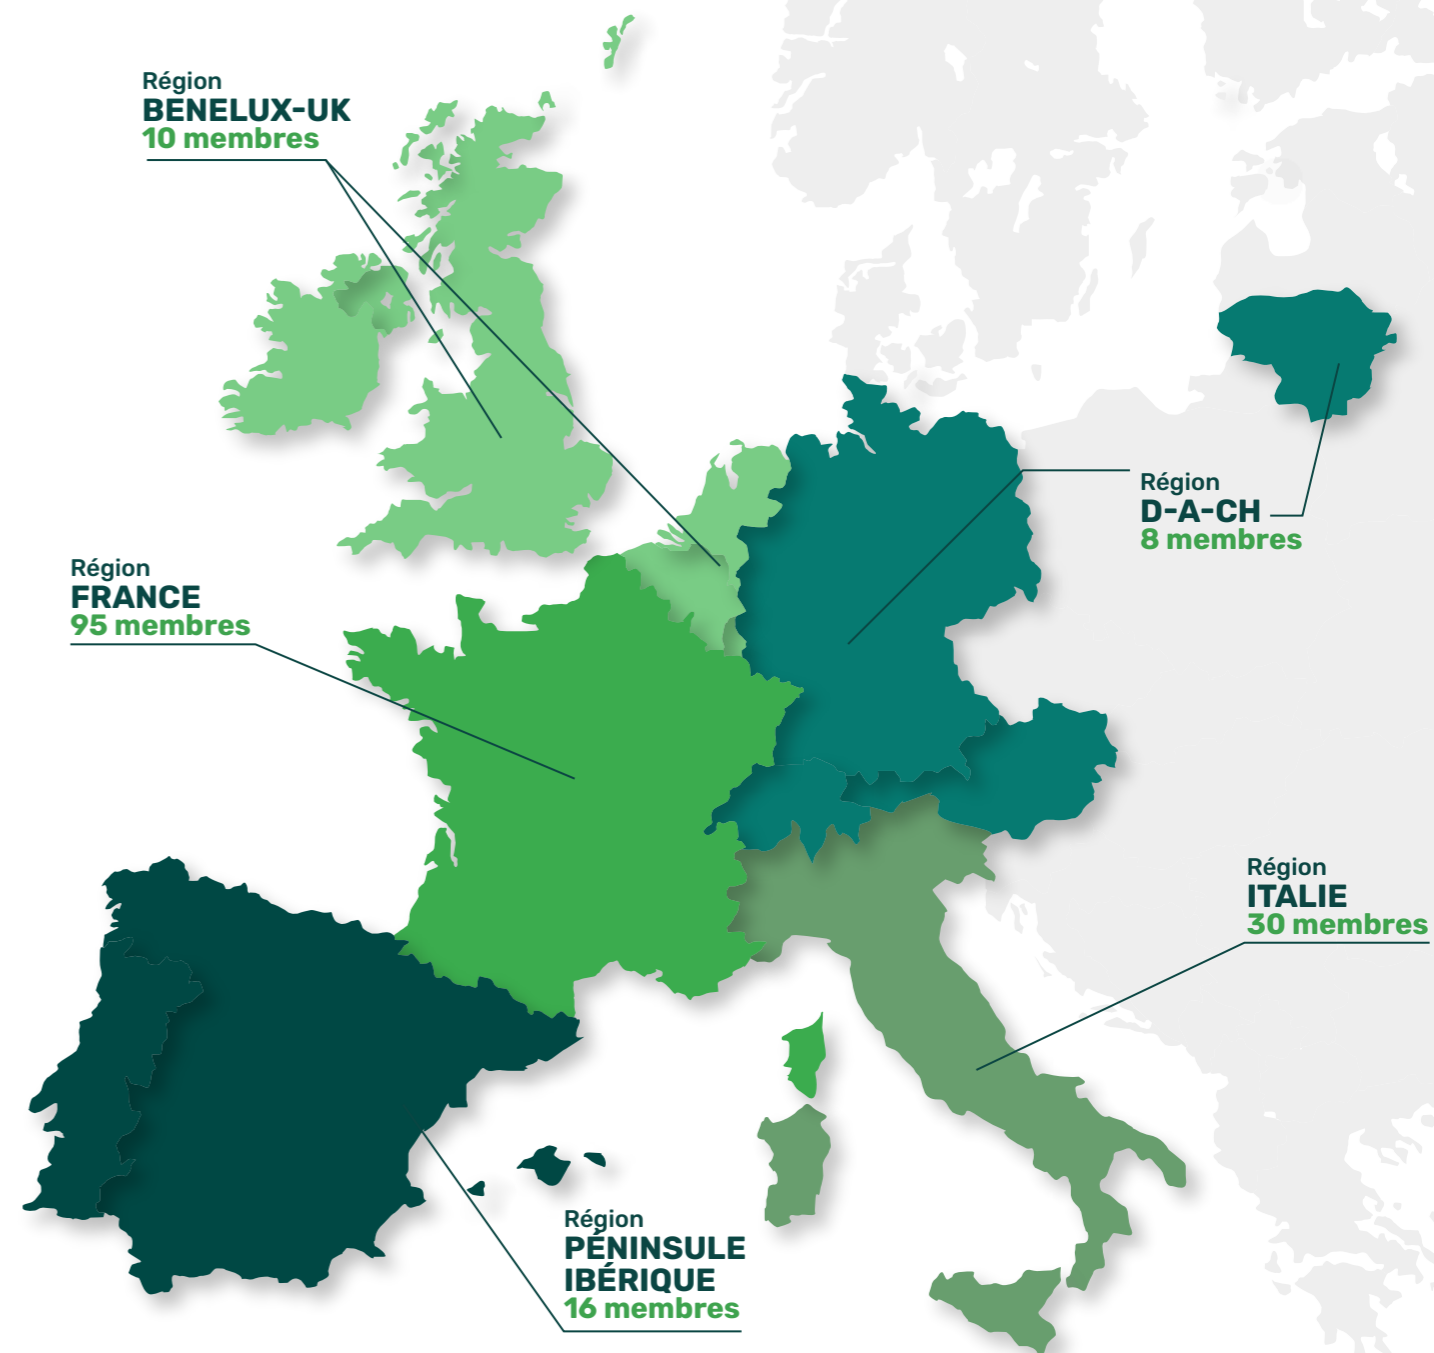 Région
BENELUX-UK
10 membres
Région
D-A-CH
8 membres
Région
FRANCE
95 membres
Région
ITALIE
30 membres
Région
PÉNINSULE
IBÉRIQUE
16 membres